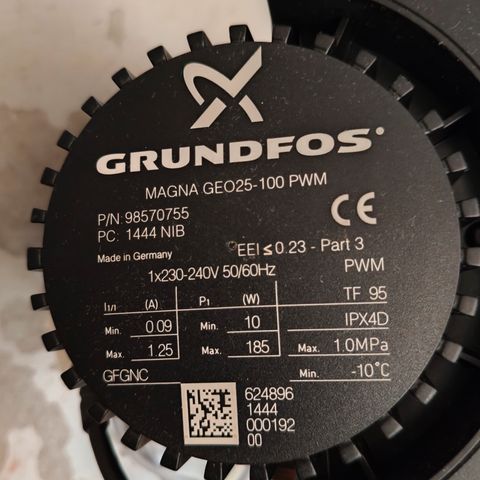 GRUNDFOS
MAGNA GEO25-100 PWM
P/N: 98570755
PC: 1444 NIB
CE
Made in Germany
EEI ≤ 0.23 - Part 3
1x230-240V 50/60Hz PWM
I1/1 (A) P1 (W) TF 95
Min. 0.09 Min. 10 IPX4D
Max. 1.25 Max. 185 Max. 1.0MPa
GFGNC Min. -10°C
624896
1444
000192
00